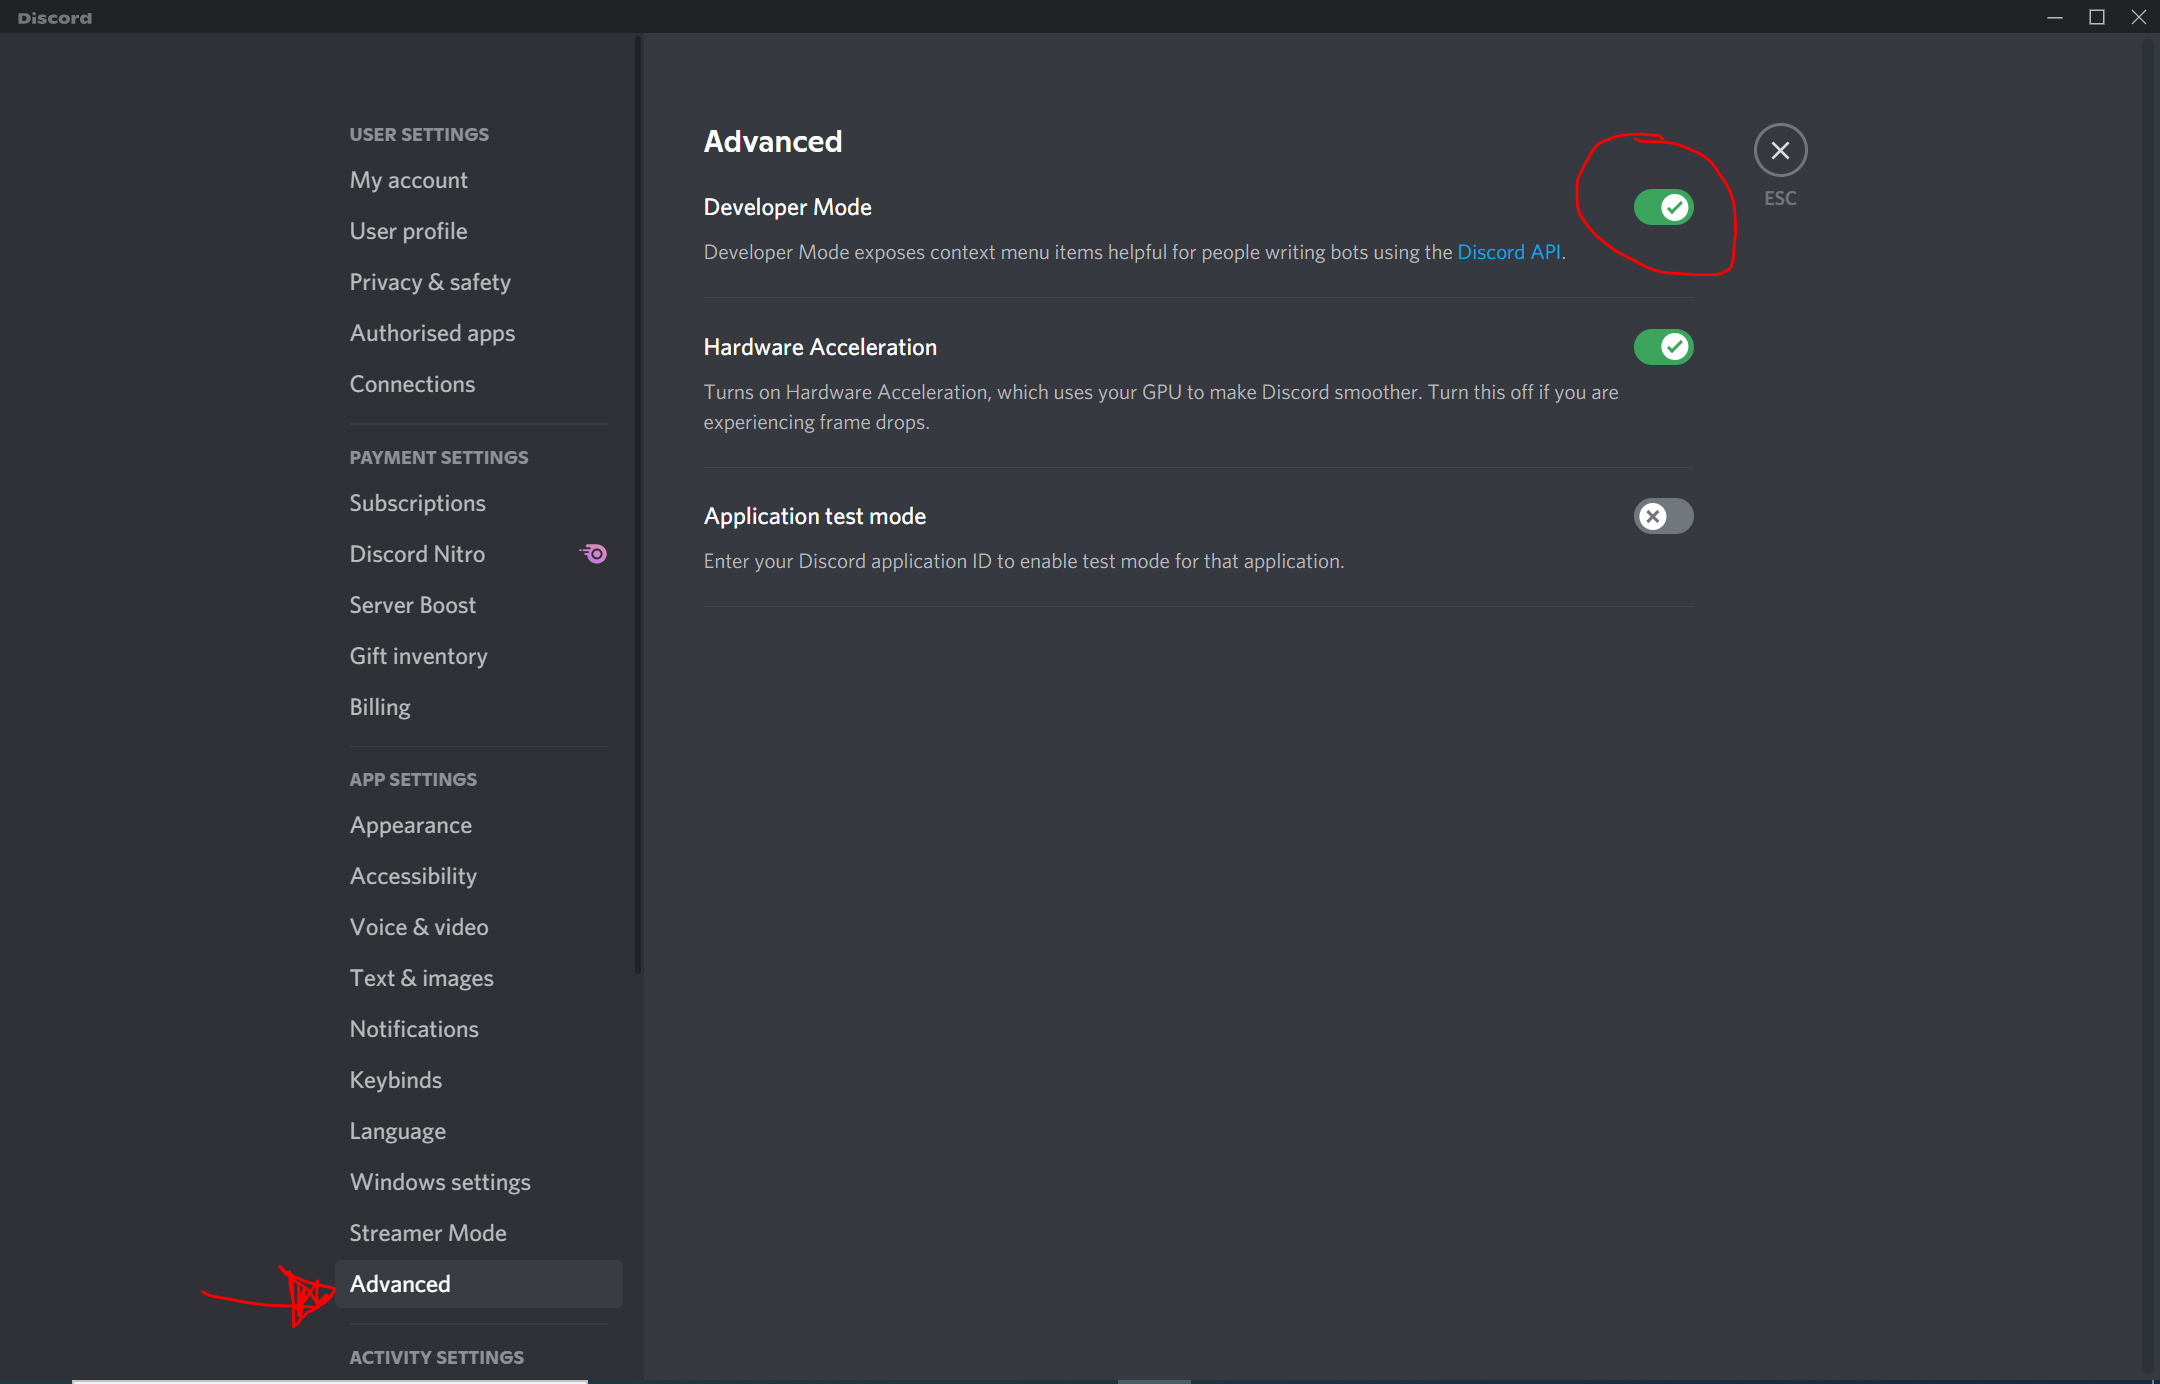 Discord
USER SETTINGS
My account
User profile
Privacy & safety
Authorised apps
Connections
PAYMENT SETTINGS
Subscriptions
Discord Nitro
Server Boost
Gift inventory
Billing
APP SETTINGS
Appearance
Accessibility
Voice & video
Text & images
Notifications
Keybinds
Language
Windows settings
Streamer Mode
Advanced
ACTIVITY SETTINGS
Advanced
Developer Mode
Developer Mode exposes context menu items helpful for people writing bots using the Discord API.
Hardware Acceleration
Turns on Hardware Acceleration, which uses your GPU to make Discord smoother. Turn this off if you are
experiencing frame drops.
Application test mode
Enter your Discord application ID to enable test mode for that application.
ESC